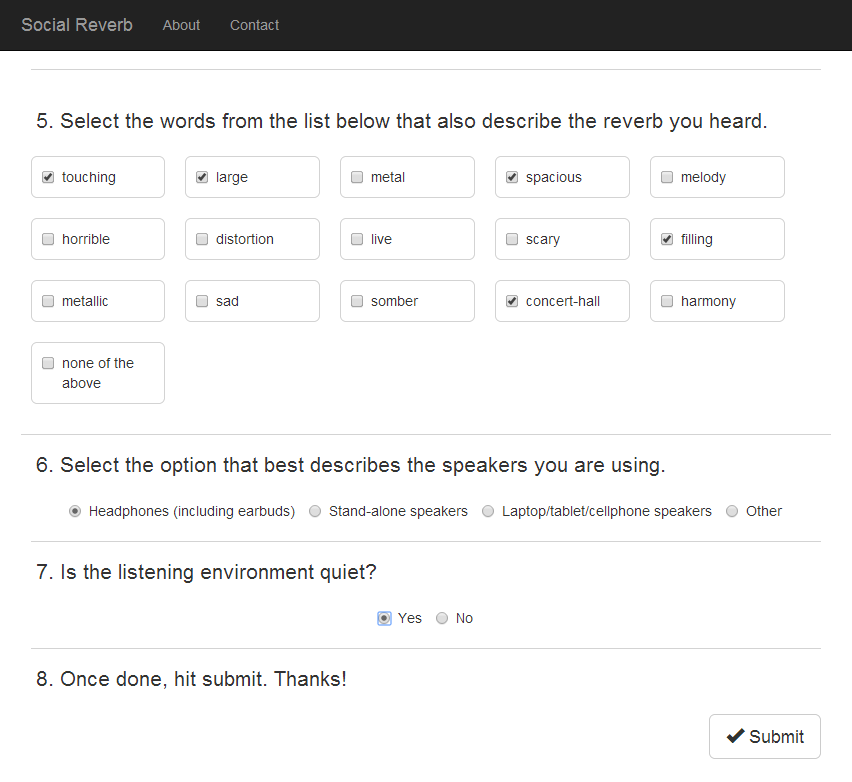 Social Reverb About Contact
5. Select the words from the list below that also describe the reverb you heard.
touching large metal spacious melody
horrible distortion live scary filling
metallic sad somber concert-hall harmony
none of the
above
6. Select the option that best describes the speakers you are using.
Headphones (including earbuds) Stand-alone speakers Laptop/tablet/cellphone speakers Other
7. Is the listening environment quiet?
Yes No
8. Once done, hit submit. Thanks!
Submit